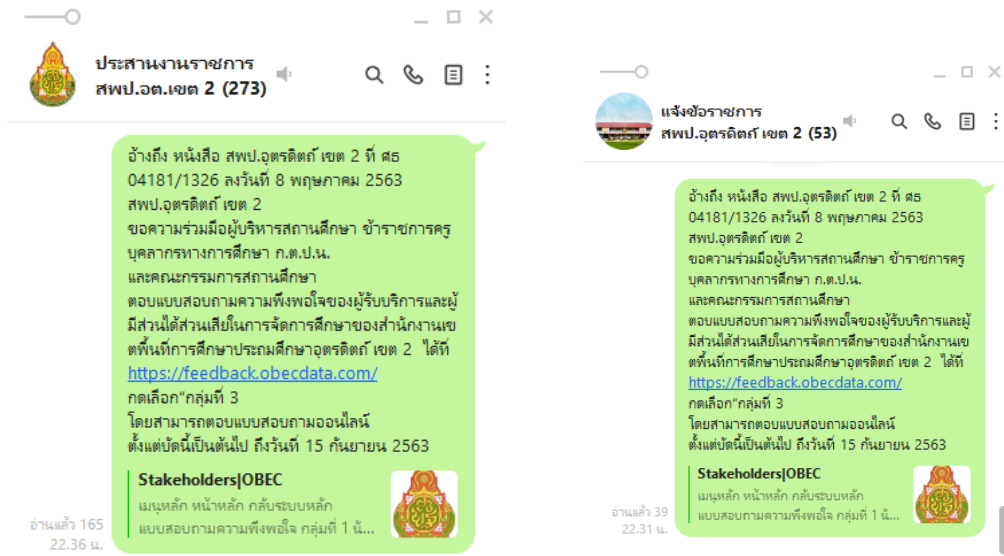 ประสานงานราชการ
สพป.อต.เขต 2 (273)
อ้างถึง หนังสือ สพป.อุตรดิตถ์ เขต 2 ที่ ศธ
04181/1326 ลงวันที่ 8 พฤษภาคม 2563
สพป.อุตรดิตถ์ เขต 2
ขอความร่วมมือผู้บริหารสถานศึกษา ข้าราชการครู
บุคลากรทางการศึกษา ก.ต.ป.น.
และคณะกรรมการสถานศึกษา
ตอบแบบสอบถามความพึงพอใจของผู้รับบริการและผู้
มีส่วนได้ส่วนเสียในการจัดการศึกษาของสำนักงานเข
ตพื้นที่การศึกษาประถมศึกษาอุตรดิตถ์ เขต 2 ได้ที่
https://feedback.obecdata.com/
กดเลือก"กลุ่มที่ 3
โดยสามารถตอบแบบสอบถามออนไลน์
ตั้งแต่บัดนี้เป็นต้นไป ถึงวันที่ 15 กันยายน 2563
Stakeholders|OBEC
เมนูหลัก หน้าหลัก กลับระบบหลัก
แบบสอบถามความพึงพอใจ กลุ่มที่ 1 นั...
อ่านแล้ว 165
22.36 น.
แจ้งข้อราชการ
สพป.อุตรดิตถ์ เขต 2 (53)
อ้างถึง หนังสือ สพป.อุตรดิตถ์ เขต 2 ที่ ศธ
04181/1326 ลงวันที่ 8 พฤษภาคม 2563
สพป.อุตรดิตถ์ เขต 2
ขอความร่วมมือผู้บริหารสถานศึกษา ข้าราชการครู
บุคลากรทางการศึกษา ก.ต.ป.น.
และคณะกรรมการสถานศึกษา
ตอบแบบสอบถามความพึงพอใจของผู้รับบริการและผู้
มีส่วนได้ส่วนเสียในการจัดการศึกษาของสำนักงานเข
ตพื้นที่การศึกษาประถมศึกษาอุตรดิตถ์ เขต 2 ได้ที่
https://feedback.obecdata.com/
กดเลือก"กลุ่มที่ 3
โดยสามารถตอบแบบสอบถามออนไลน์
ตั้งแต่บัดนี้เป็นต้นไป ถึงวันที่ 15 กันยายน 2563
Stakeholders|OBEC
เมนูหลัก หน้าหลัก กลับระบบหลัก
แบบสอบถามความพึงพอใจ กลุ่มที่ 1 นั...
อ่านแล้ว 39
22.31 น.